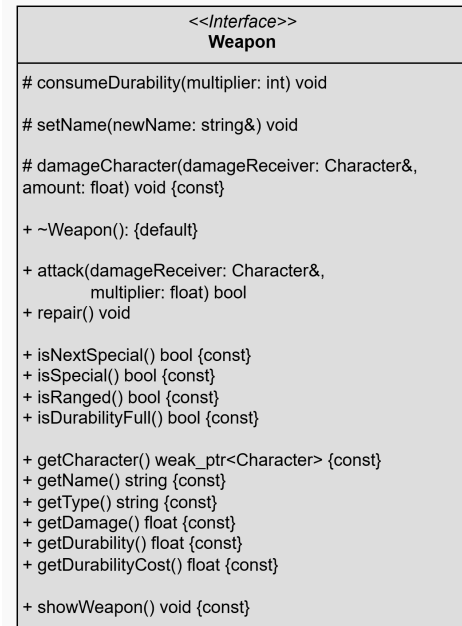 <<Interface>>
Weapon
# consumeDurability(multiplier: int) void
# setName(newName: string&) void
# damageCharacter(damageReceiver: Character&,
amount: float) void {const}
+ ~Weapon(): {default}
+ attack(damageReceiver: Character&,
multiplier: float) bool
+ repair() void
+ isNextSpecial() bool {const}
+ isSpecial() bool {const}
+ isRanged() bool {const}
+ isDurabilityFull() bool {const}
+ getCharacter() weak_ptr<Character> {const}
+ getName() string {const}
+ getType() string {const}
+ getDamage() float {const}
+ getDurability() float {const}
+ getDurabilityCost() float {const}
+ showWeapon() void {const}